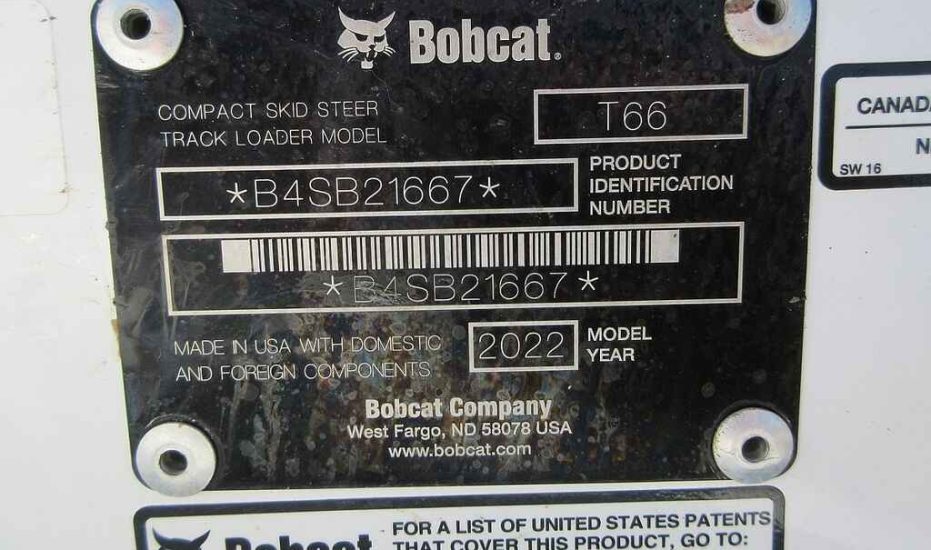 Bobcat.
COMPACT SKID STEER
TRACK LOADER MODEL
T66
*B4SB21667*
PRODUCT
IDENTIFICATION
NUMBER
*B4SB21667*
MADE IN USA WITH DOMESTIC
AND FOREIGN COMPONENTS
2022
MODEL
YEAR
Bobcat Company
West Fargo, ND 58078 USA
www.bobcat.com
CANADA
SW 16
Bobcat
FOR A LIST OF UNITED STATES PATENTS
THAT COVER THIS PRODUCT, GO TO: